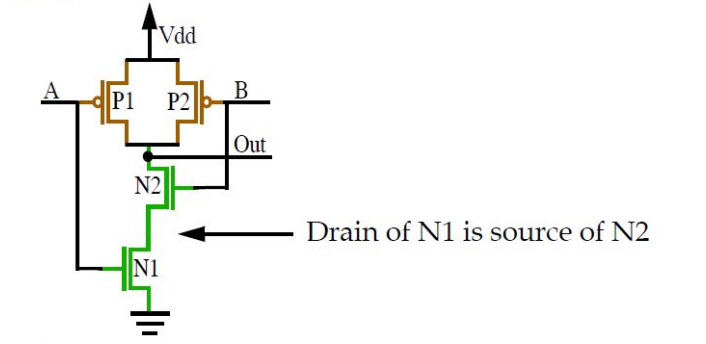 Vdd
A
P1
P2
B
Out
N2
Drain of N1 is source of N2
N1